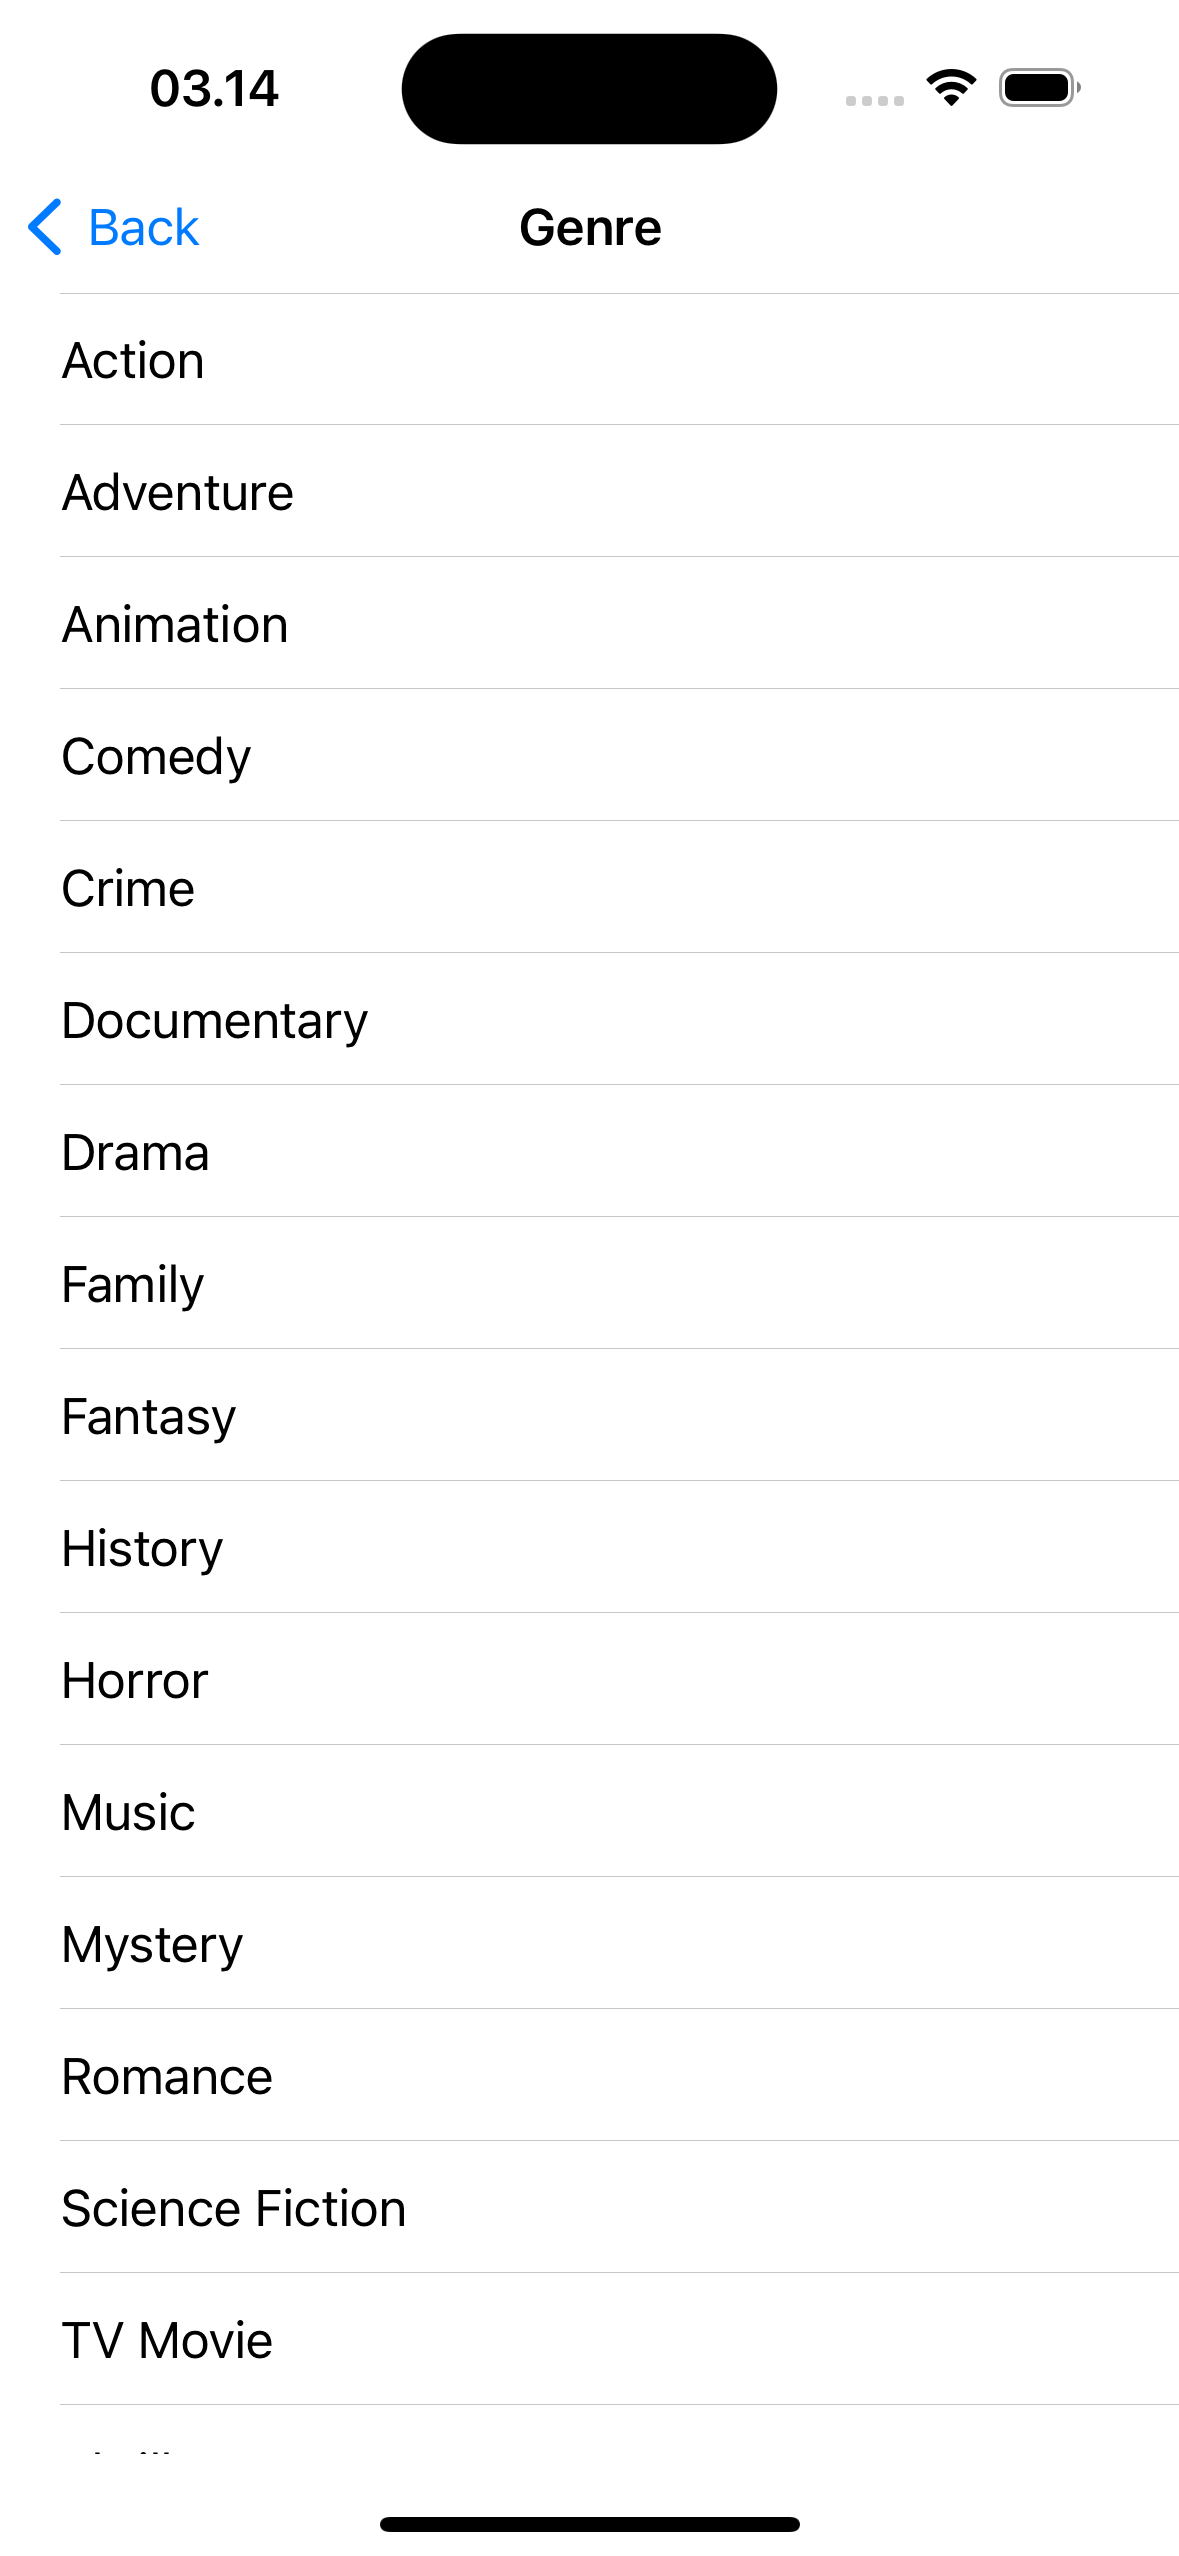 03.14
Back
Genre
Action
Adventure
Animation
Comedy
Crime
Documentary
Drama
Family
Fantasy
History
Horror
Music
Mystery
Romance
Science Fiction
TV Movie